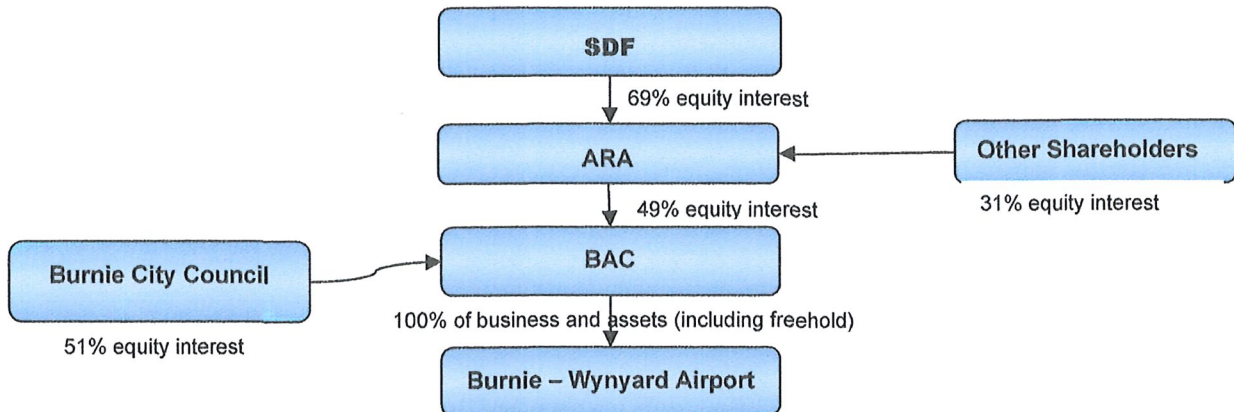 SDF
69% equity interest
ARA
Other Shareholders
49% equity interest
31% equity interest
Burnie City Council
BAC
51% equity interest
100% of business and assets (including freehold)
Burnie – Wynyard Airport